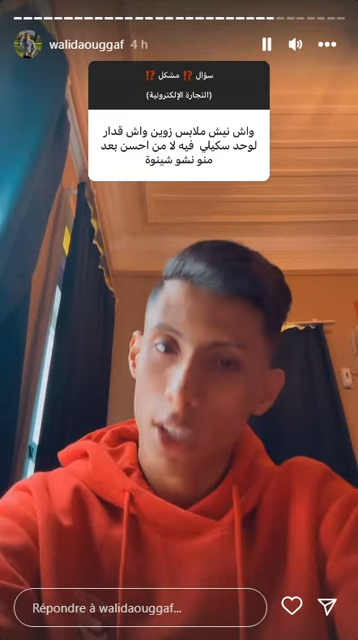 walidaouggaf 4 h
سؤال ⁉️ مشكل ⁉️
(التجارة الإلكترونية)
واش نيش ملابس زوين واش قدار
لوحد سكيلي فيه لا من احسن بعد
منو نشو شينوة
Répondre à walidaouggaf...